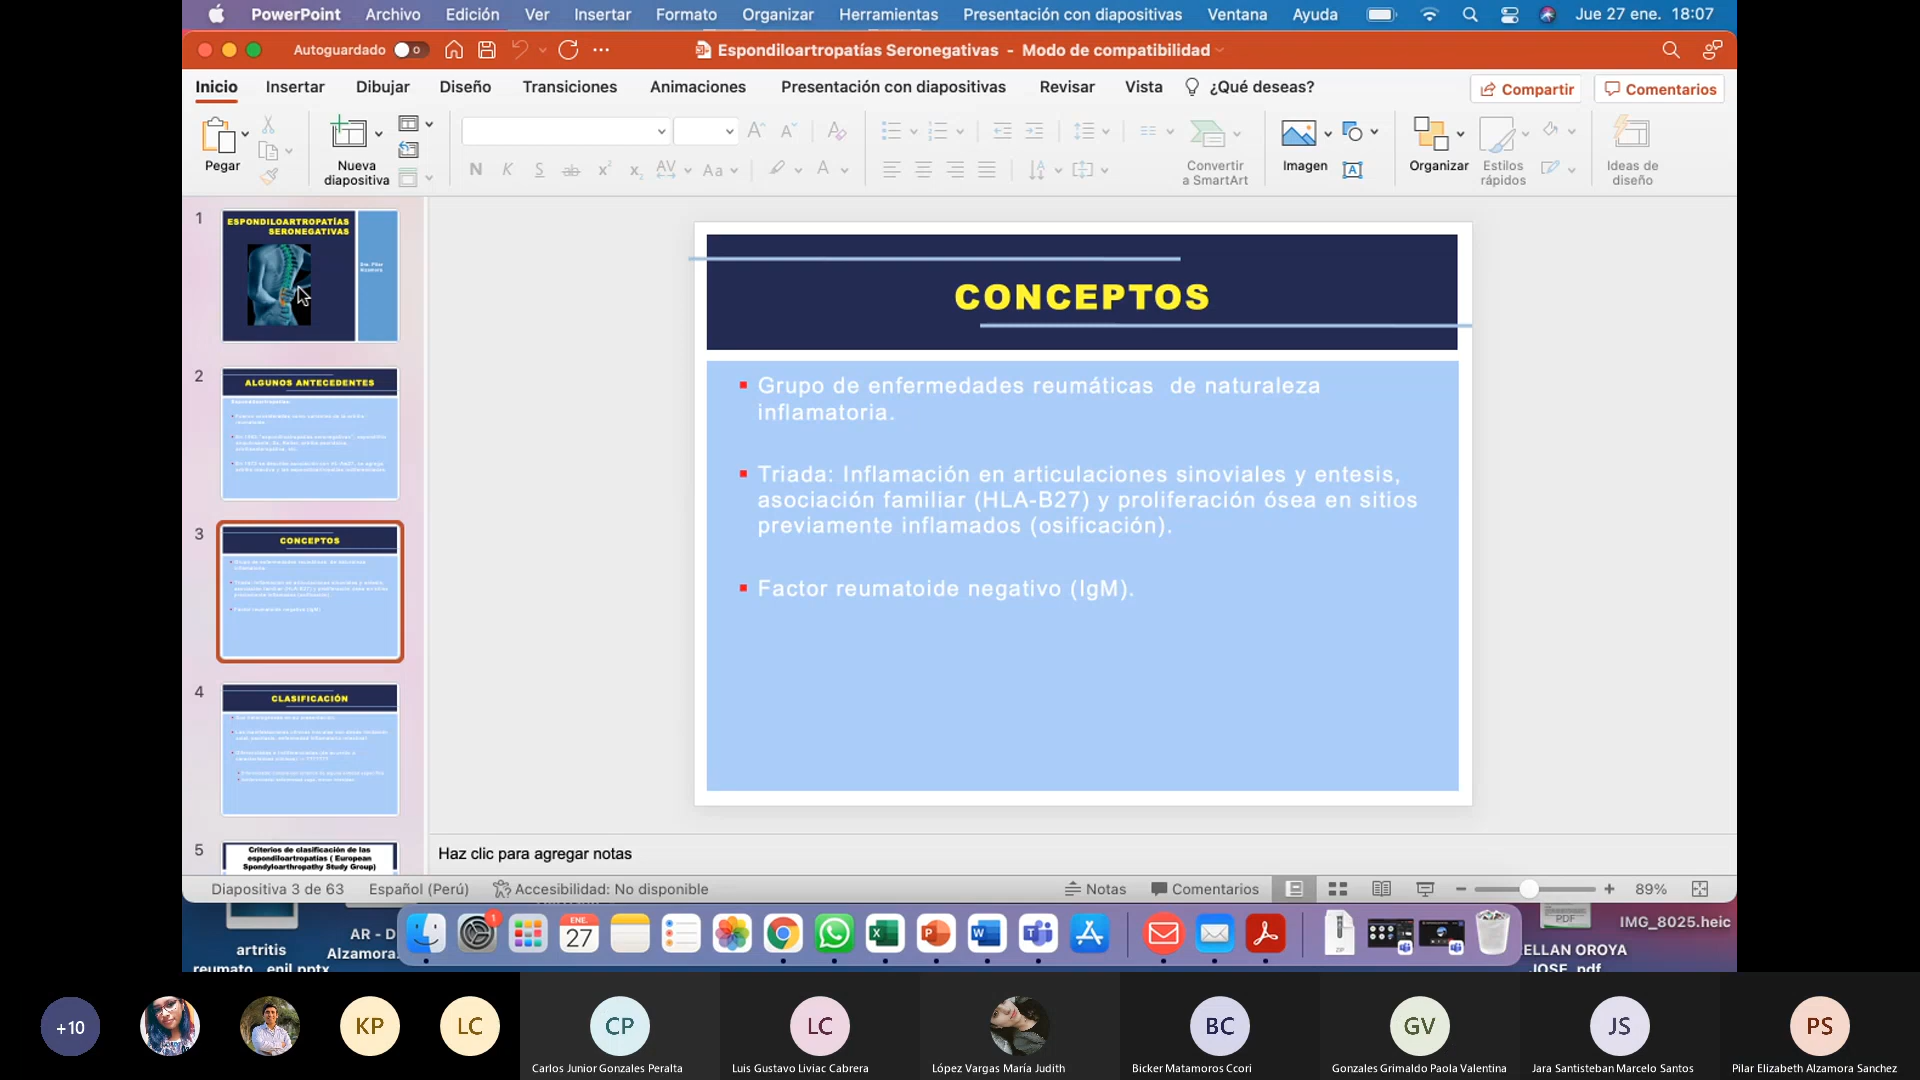 PowerPoint Archivo Edición Ver Insertar Formato Organizar Herramientas Presentación con diapositivas Ventana Ayuda Jue 27 ene. 18:07
Autoguardado Espondiloartropatías Seronegativas - Modo de compatibilidad
Inicio Insertar Dibujar Diseño Transiciones Animaciones Presentación con diapositivas Revisar Vista ¿Qué deseas? Compartir Comentarios
Pegar
Nueva
diapositiva
Convertir
a SmartArt
Imagen
Organizar
Estilos
rápidos
Ideas de
diseño
1
ESPONDILOARTROPATÍAS
SERONEGATIVAS
2
ALGUNOS ANTECEDENTES
3
CONCEPTOS
4
CLASIFICACIÓN
5
Criterios de clasificación de las
espondiloartropatías ( European
Spondyloarthropathy Study Group)
CONCEPTOS
Grupo de enfermedades reumáticas de naturaleza
inflamatoria.
Triada: Inflamación en articulaciones sinoviales y entesis,
asociación familiar (HLA-B27) y proliferación ósea en sitios
previamente inflamados (osificación).
Factor reumatoide negativo (IgM).
Haz clic para agregar notas
Diapositiva 3 de 63 Español (Perú) Accesibilidad: No disponible Notas Comentarios 89%
artritis
reumato...enil.pptx
AR - D
Alzamora.
1
ENE.
27
ZIP
PDF
IMG_8025.heic
ELLAN OROYA
JOSE .pdf
+10 KP LC CP LC BC GV JS PS
Carlos Junior Gonzales Peralta Luis Gustavo Liviac Cabrera López Vargas María Judith Bicker Matamoros Ccori Gonzales Grimaldo Paola Valentina Jara Santisteban Marcelo Santos Pilar Elizabeth Alzamora Sanchez